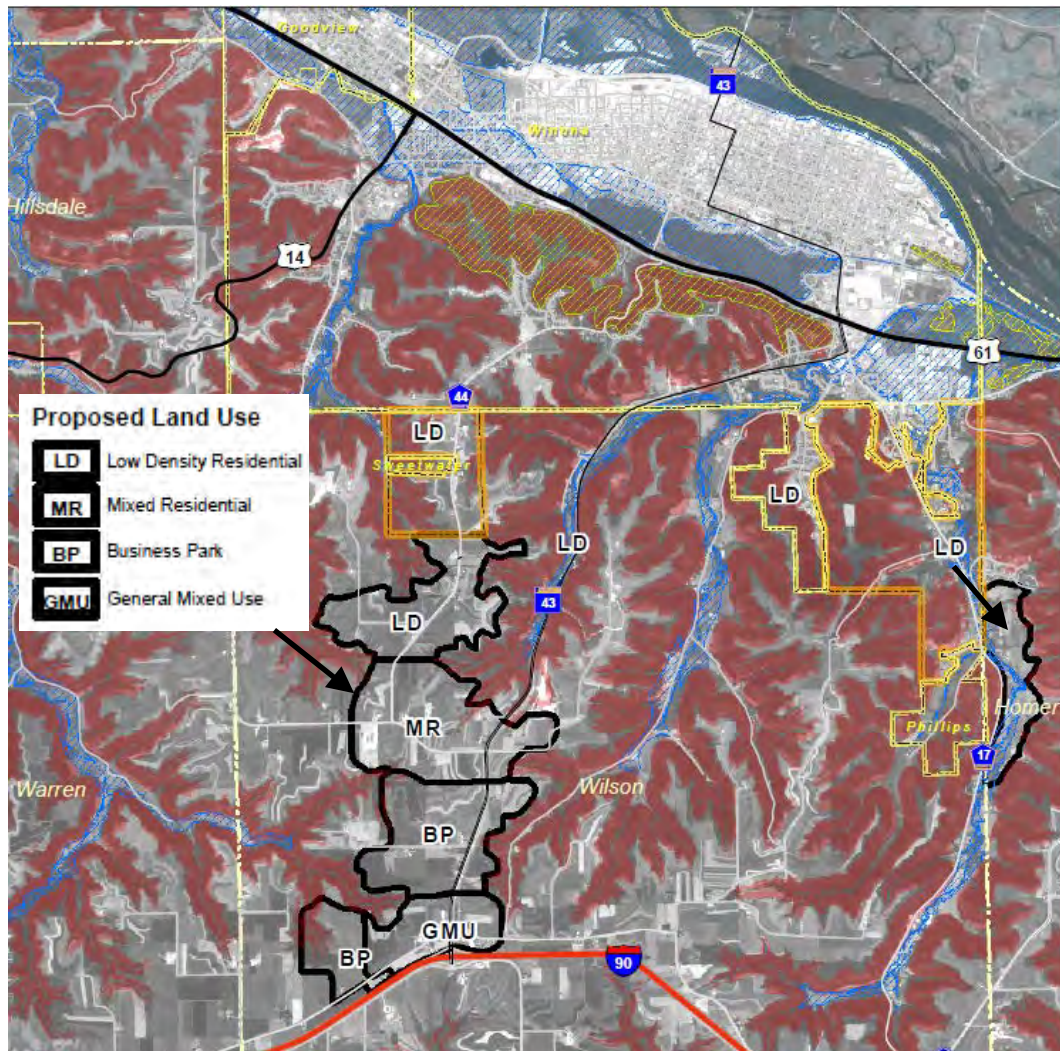 Goodview
43
Winona
Hillsdale
14
61
44
Proposed Land Use
LD Low Density Residential
MR Mixed Residential
BP Business Park
GMU General Mixed Use
LD
Sweetwater
LD
LD
LD
43
LD
MR
Homer
Phillips
17
Warren
Wilson
BP
GMU
BP
90